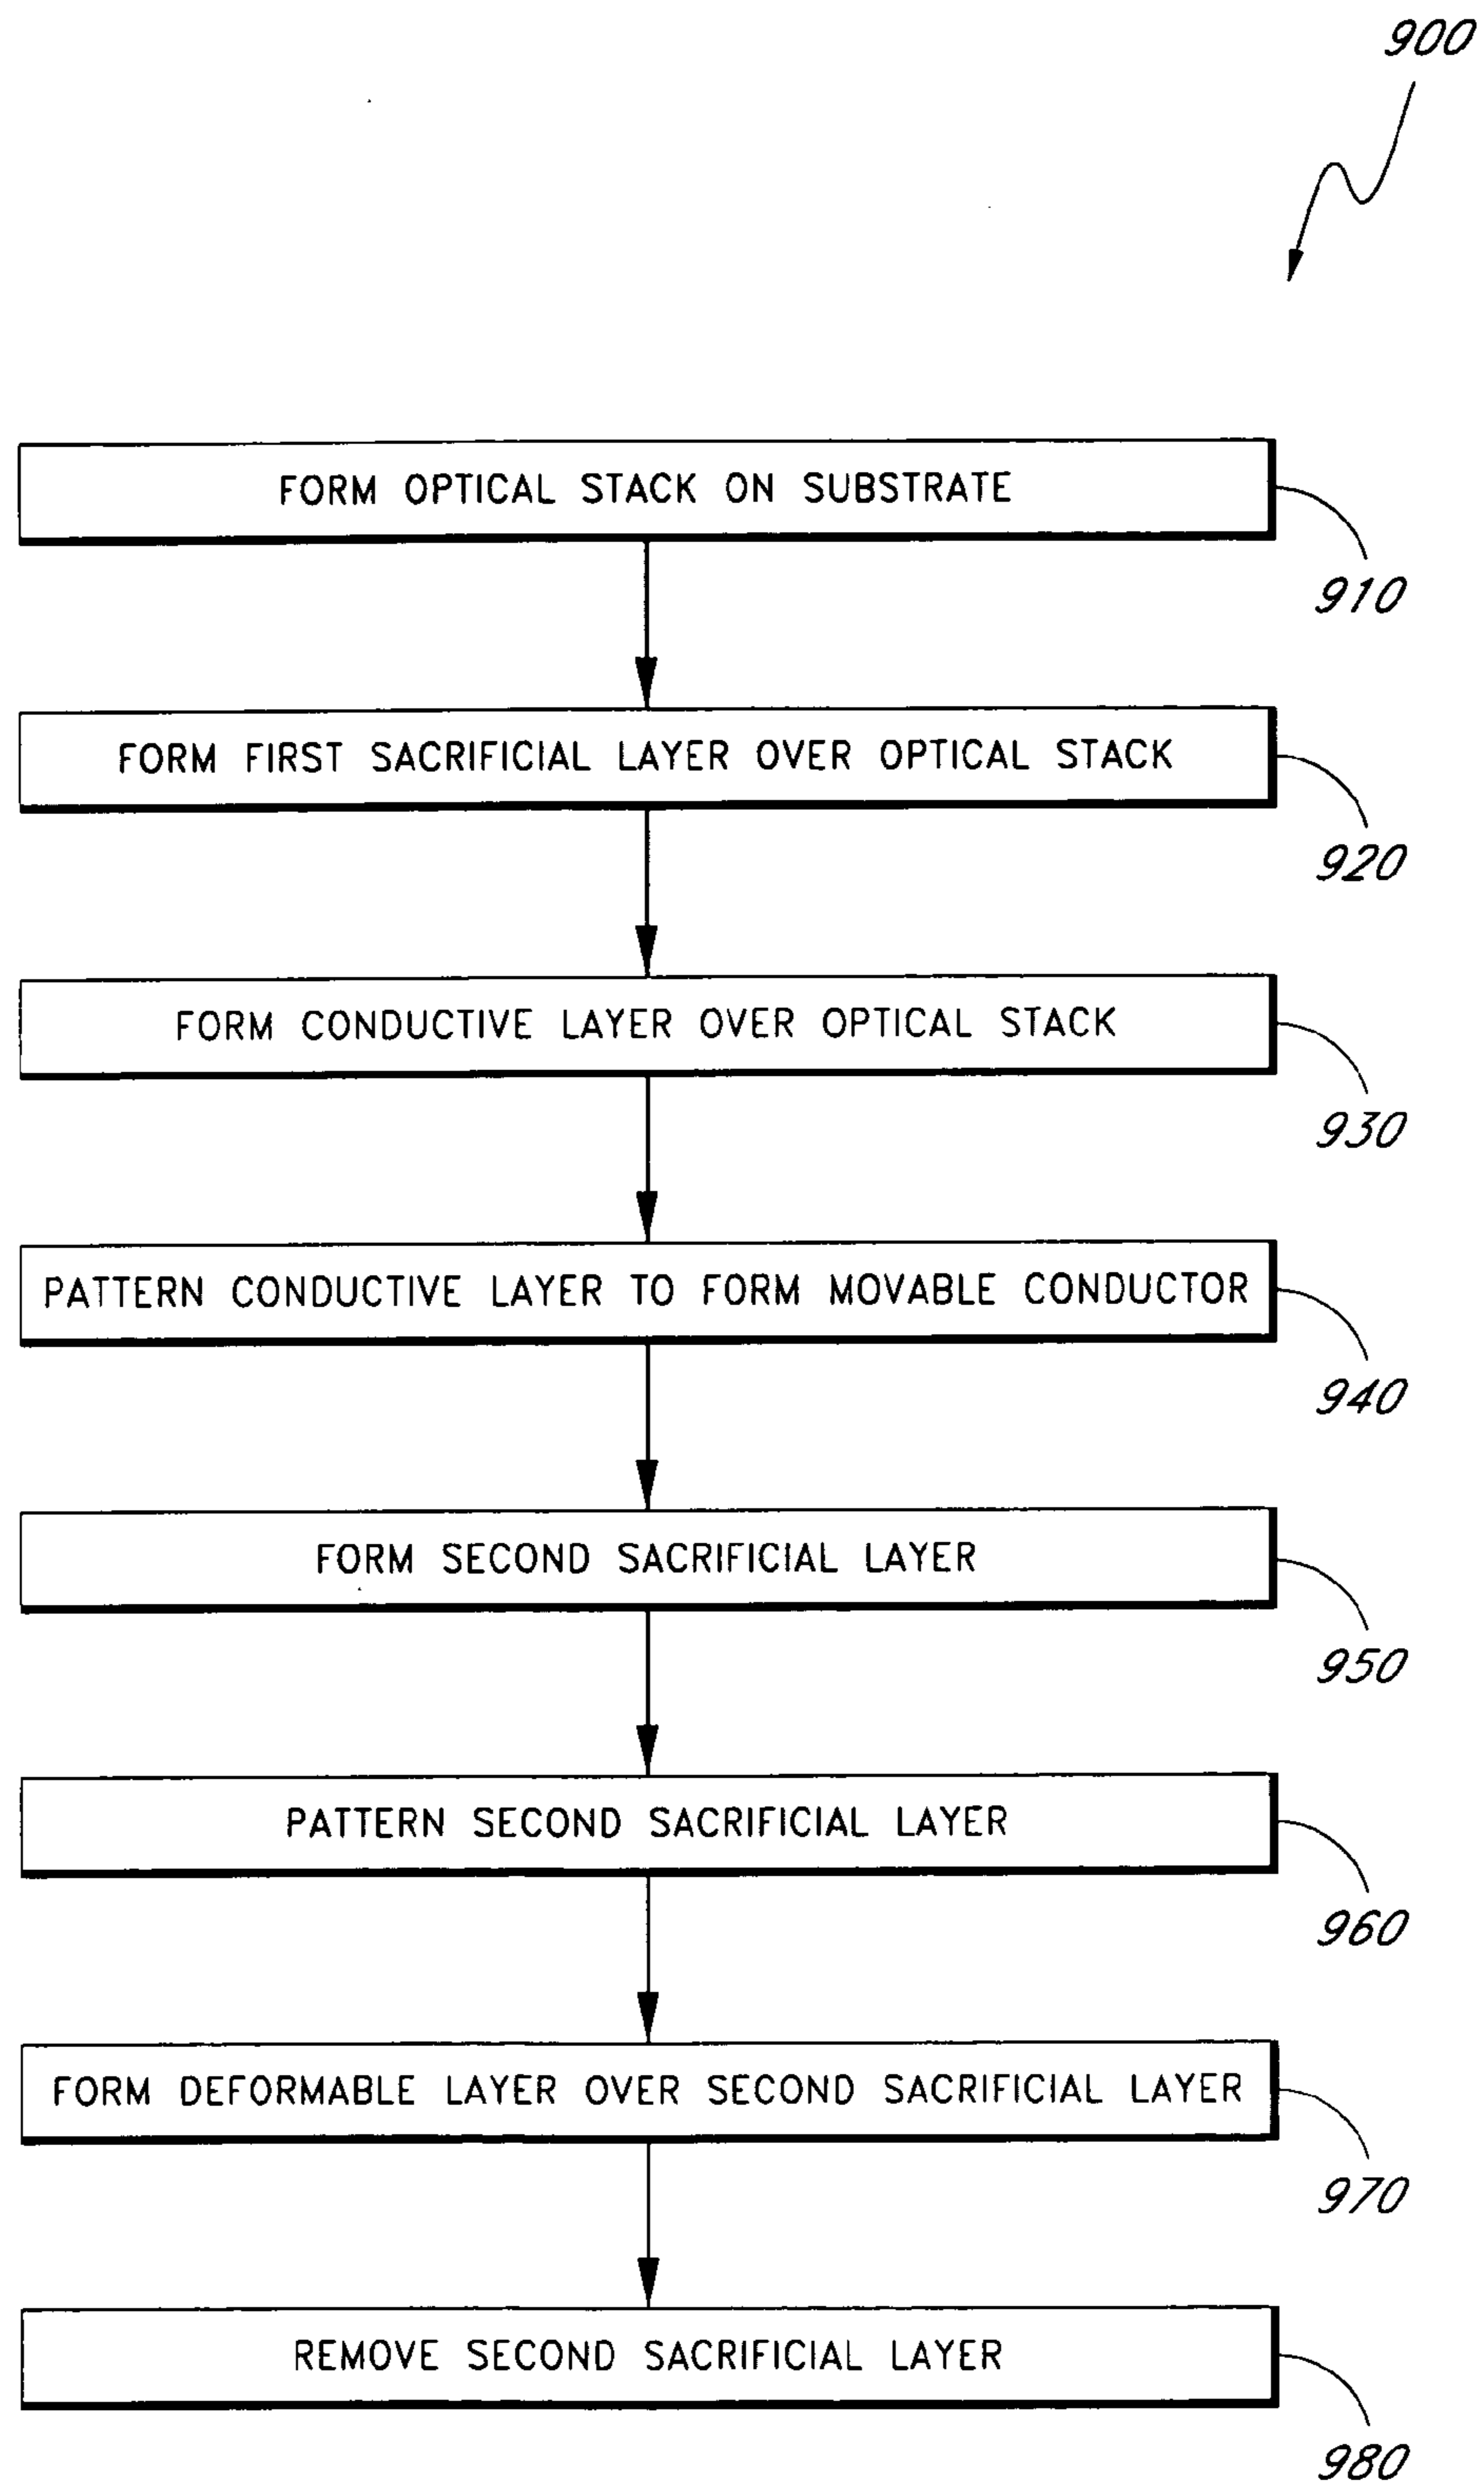 900
FORM OPTICAL STACK ON SUBSTRATE
910
FORM FIRST SACRIFICIAL LAYER OVER OPTICAL STACK
920
FORM CONDUCTIVE LAYER OVER OPTICAL STACK
930
PATTERN CONDUCTIVE LAYER TO FORM MOVABLE CONDUCTOR
940
FORM SECOND SACRIFICIAL LAYER
950
PATTERN SECOND SACRIFICIAL LAYER
960
FORM DEFORMABLE LAYER OVER SECOND SACRIFICIAL LAYER
970
REMOVE SECOND SACRIFICIAL LAYER
980